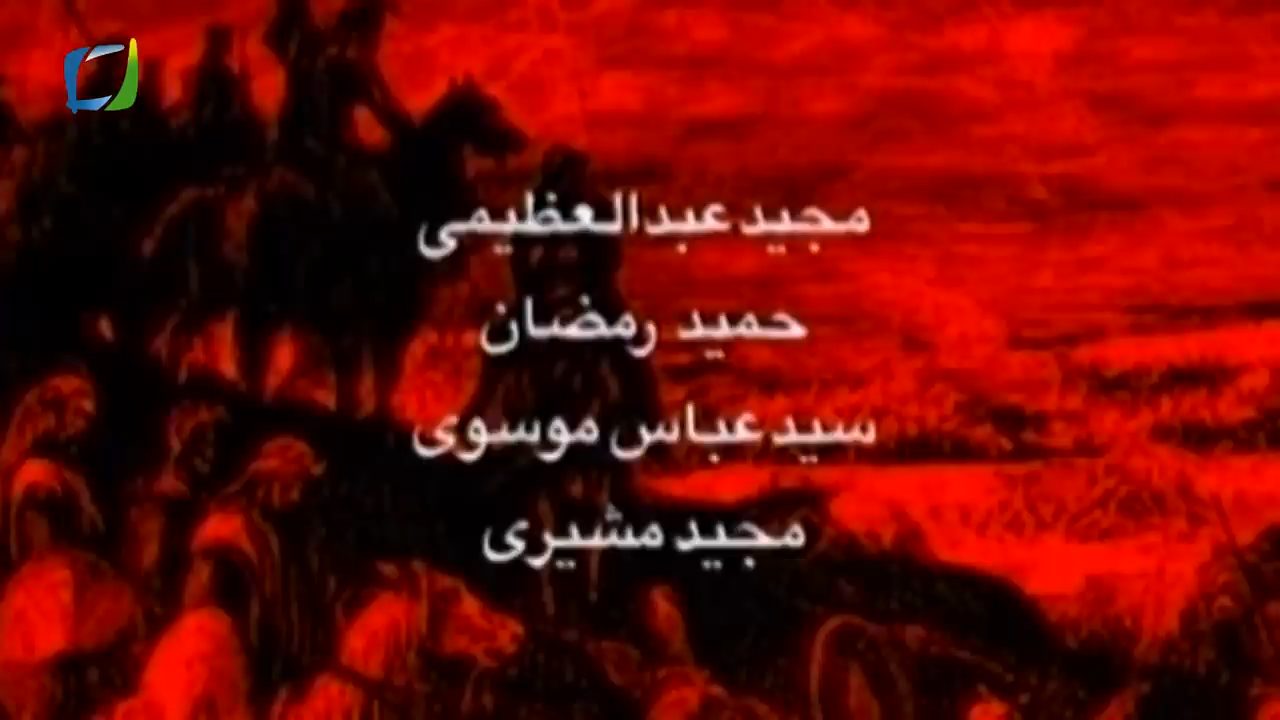 مجید عبدالعظیمی
حمید رمضان
سید عباس موسوی
مجید مشیری